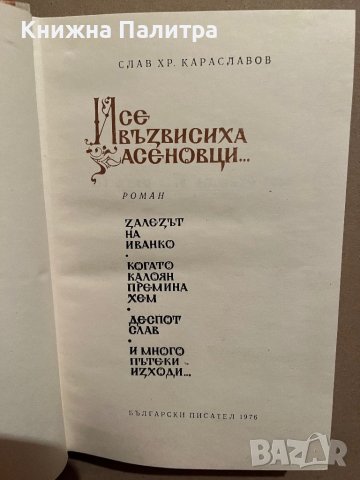 Книжна Палитра
СЛАВ ХР. КАРАСЛАВОВ
И СЕ
ВЪЗВИСИХА
АСЕНОВЦИ...
РОМАН
ЗАЛЕЗЪТ
НА
ИВАНКО
•
КОГАТО
КАЛОЯН
ПРЕМИНА
ХЕМ
•
ДЕСПОТ
СЛАВ
•
И МНОГО
ПЪТЕКИ
ИЗХОДИ...
БЪЛГАРСКИ ПИСАТЕЛ 1976
BAZAR